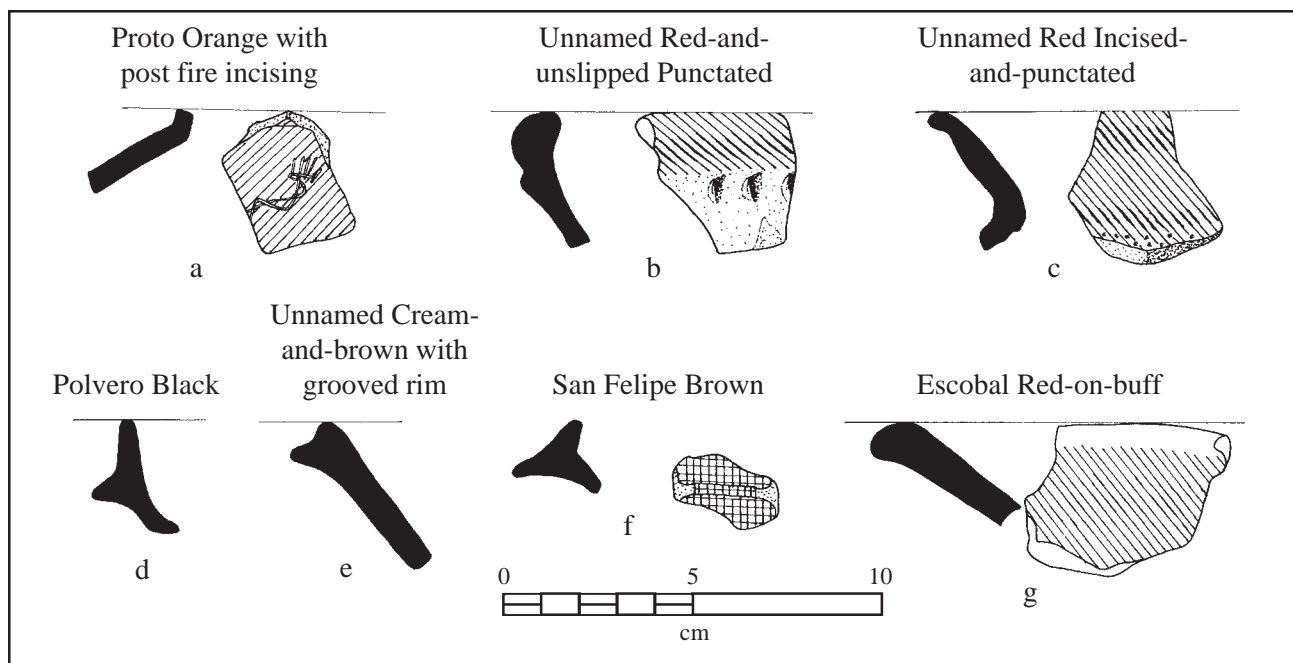 Proto Orange with
post fire incising
a
Unnamed Red-and-
unslipped Punctated
b
Unnamed Red Incised-
and-punctated
c
Polvero Black
d
Unnamed Cream-
and-brown with
grooved rim
e
San Felipe Brown
f
Escobal Red-on-buff
g
0 5 10
cm